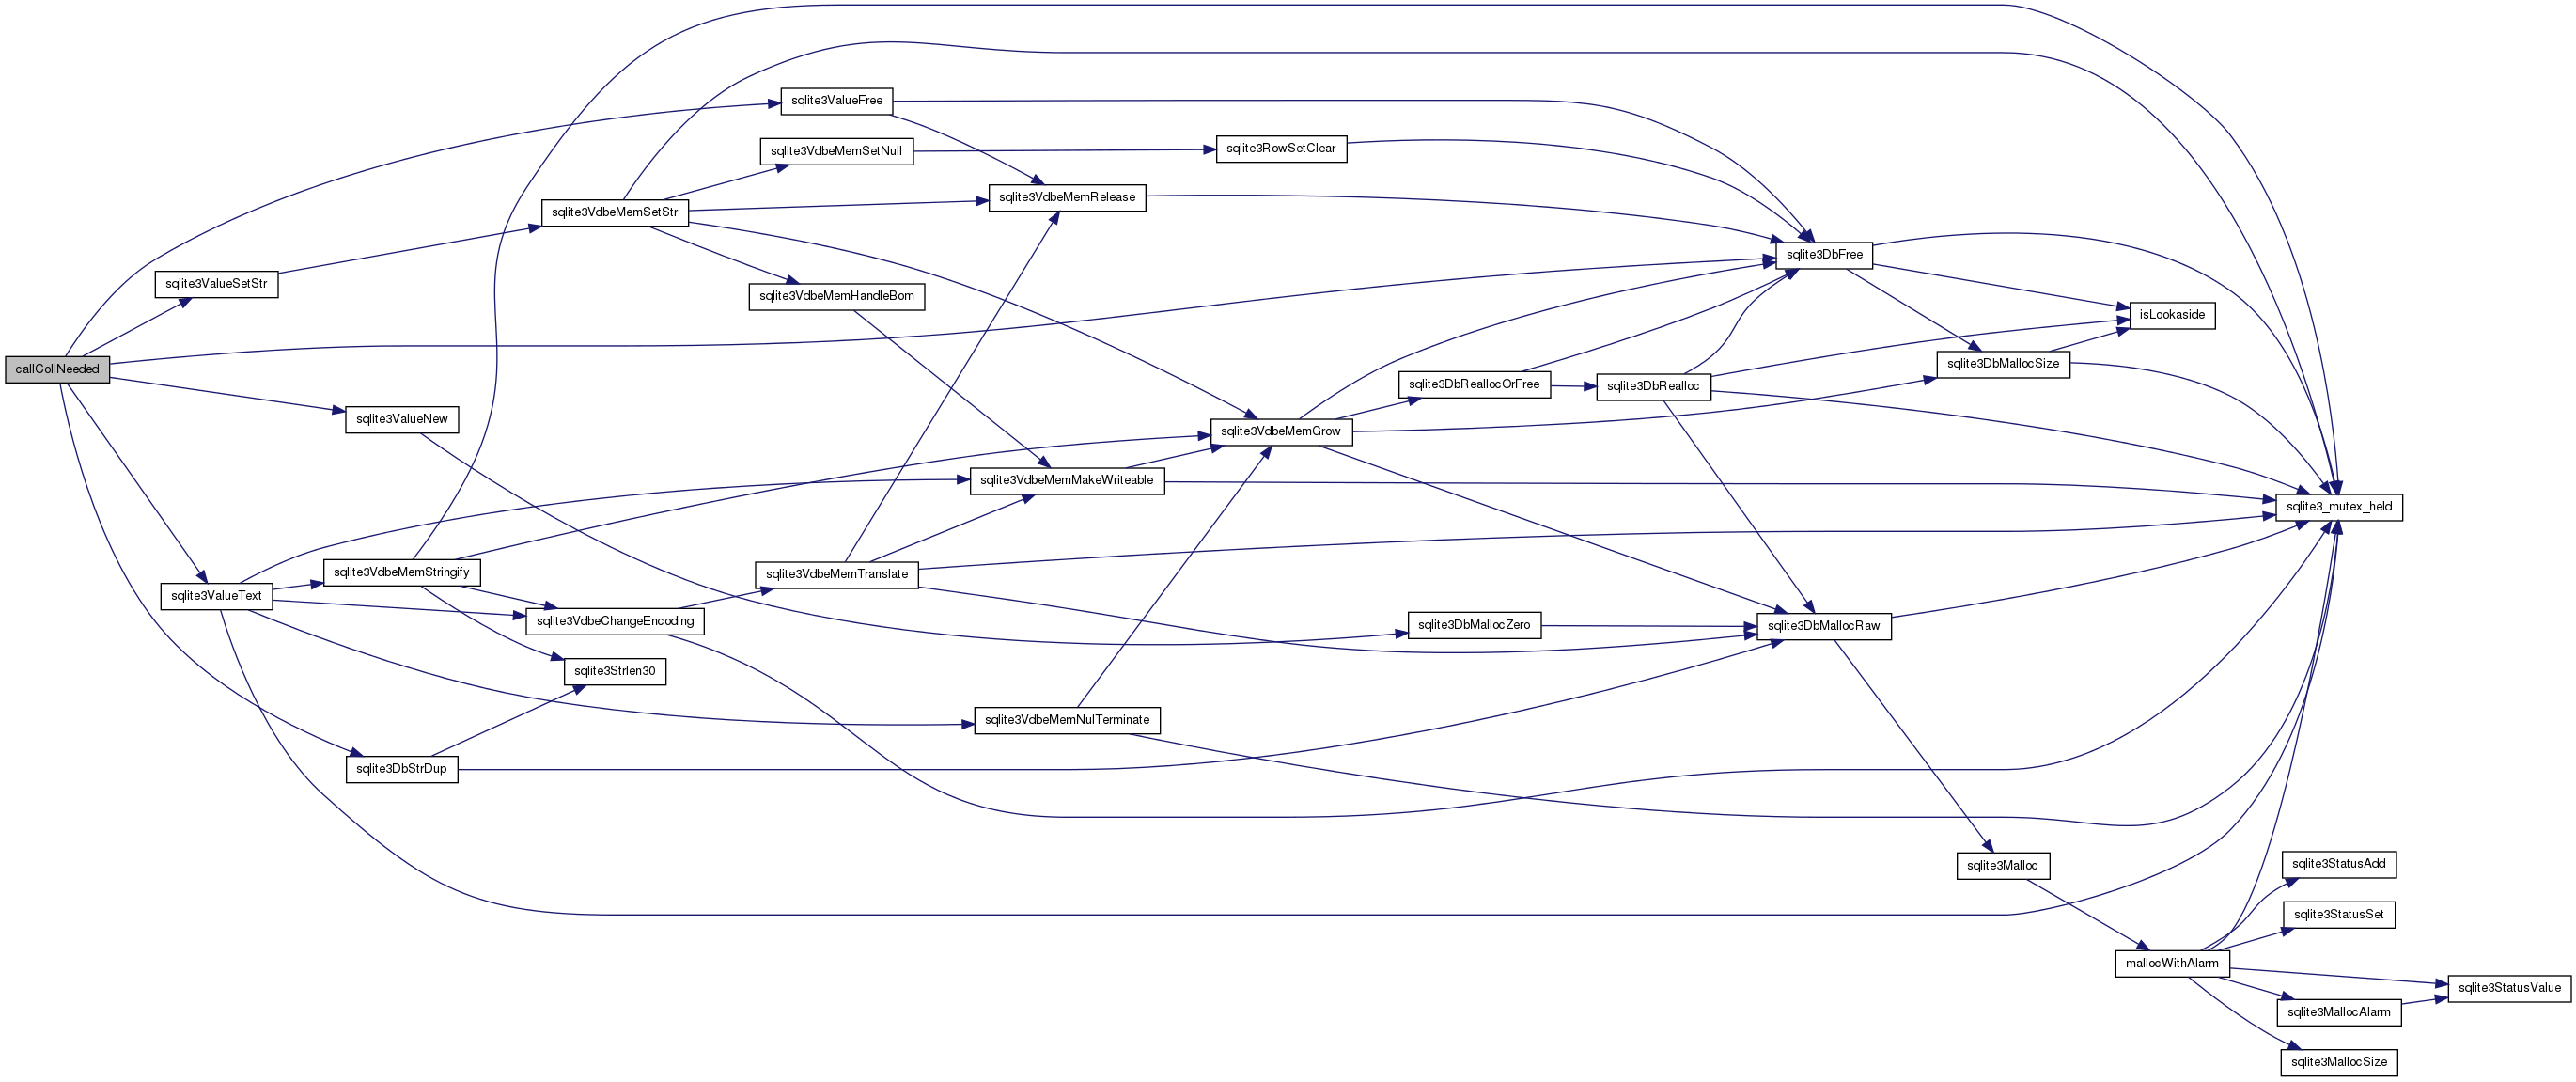 sqlite3ValueFree
sqlite3VdbeMemSetNull
sqlite3RowSetClear
sqlite3VdbeMemRelease
sqlite3VdbeMemSetStr
sqlite3DbFree
sqlite3ValueSetStr
sqlite3VdbeMemHandleBom
isLookaside
callCollNeeded
sqlite3DbMallocSize
sqlite3DbReallocOrFree
sqlite3DbRealloc
sqlite3ValueNew
sqlite3VdbeMemGrow
sqlite3VdbeMemMakeWriteable
sqlite3_mutex_held
sqlite3VdbeMemStringify
sqlite3VdbeMemTranslate
sqlite3ValueText
sqlite3VdbeChangeEncoding
sqlite3DbMallocZero
sqlite3DbMallocRaw
sqlite3Strlen30
sqlite3VdbeMemNulTerminate
sqlite3DbStrDup
sqlite3Malloc
sqlite3StatusAdd
sqlite3StatusSet
mallocWithAlarm
sqlite3StatusValue
sqlite3MallocAlarm
sqlite3MallocSize